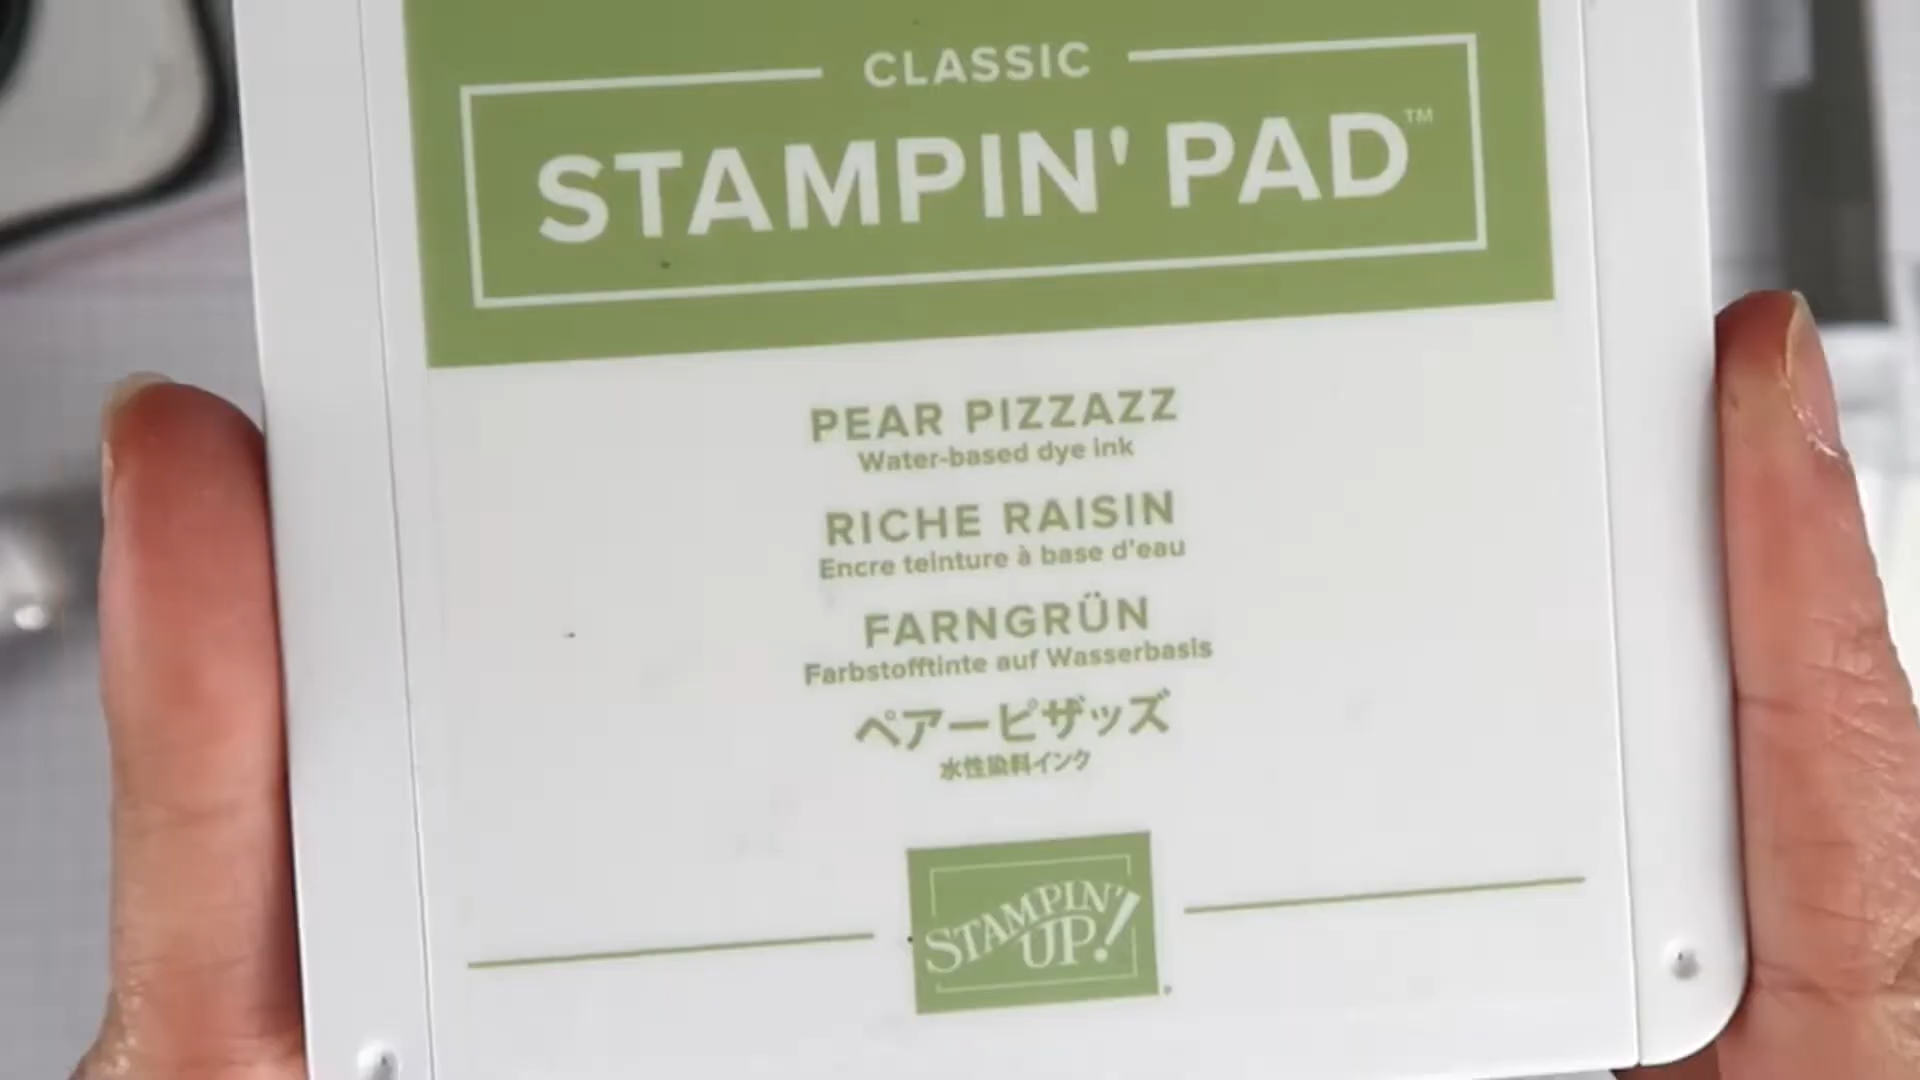 CLASSIC
STAMPIN' PAD™
PEAR PIZZAZZ
Water-based dye ink
RICHE RAISIN
Encre teinture à base d'eau
FARNGRÜN
Farbstofftinte auf Wasserbasis
ペアーピザッズ
水性染料インク
STAMPIN'
UP!